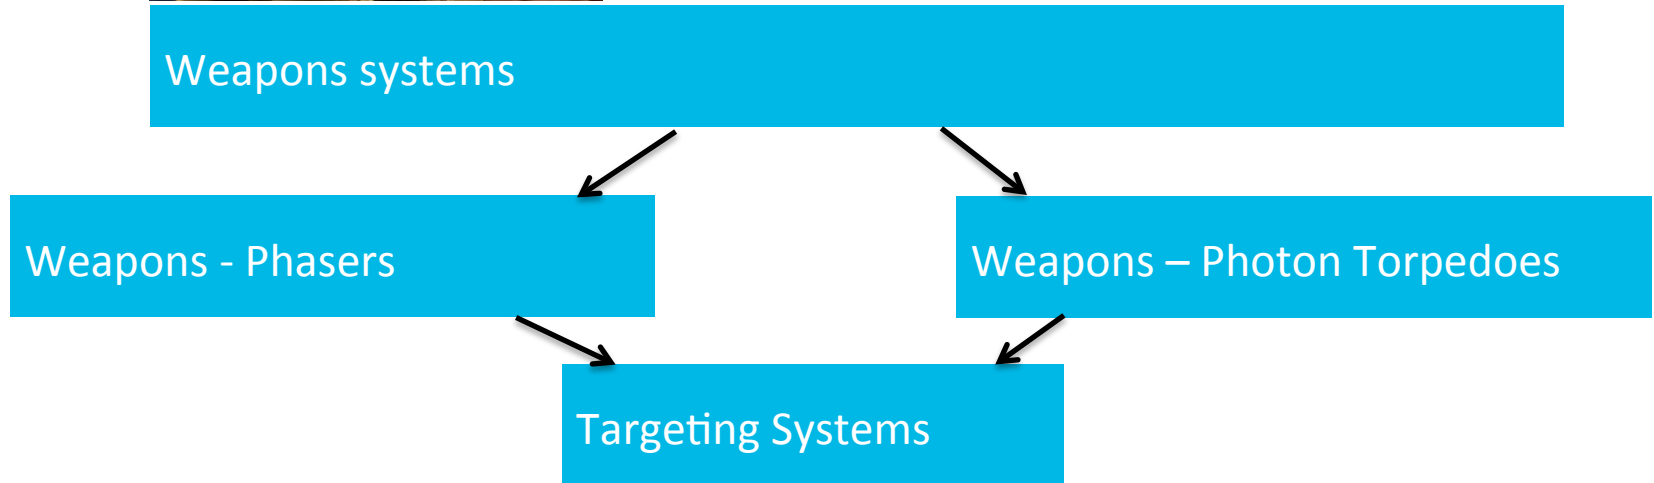 Weapons systems
Weapons - Phasers
Weapons – Photon Torpedoes
Targeting Systems